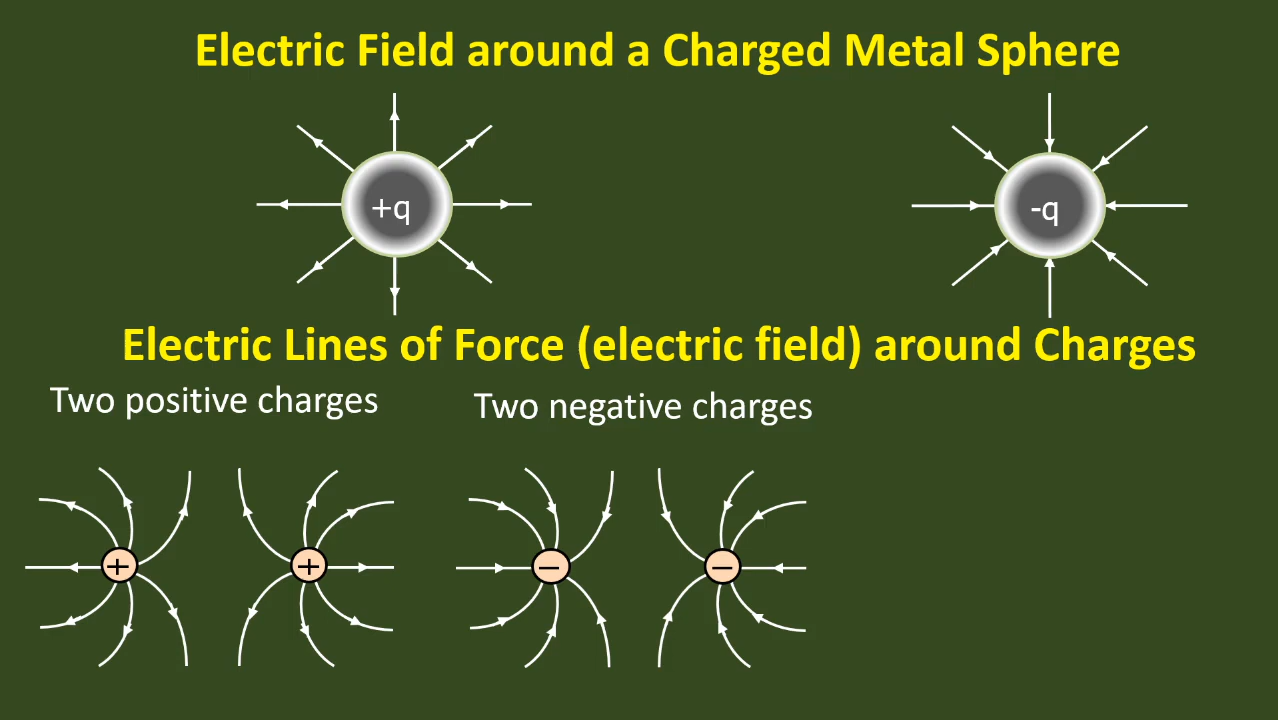 Electric Field around a Charged Metal Sphere
+q
-q
Electric Lines of Force (electric field) around Charges
Two positive charges
Two negative charges
+ + − −